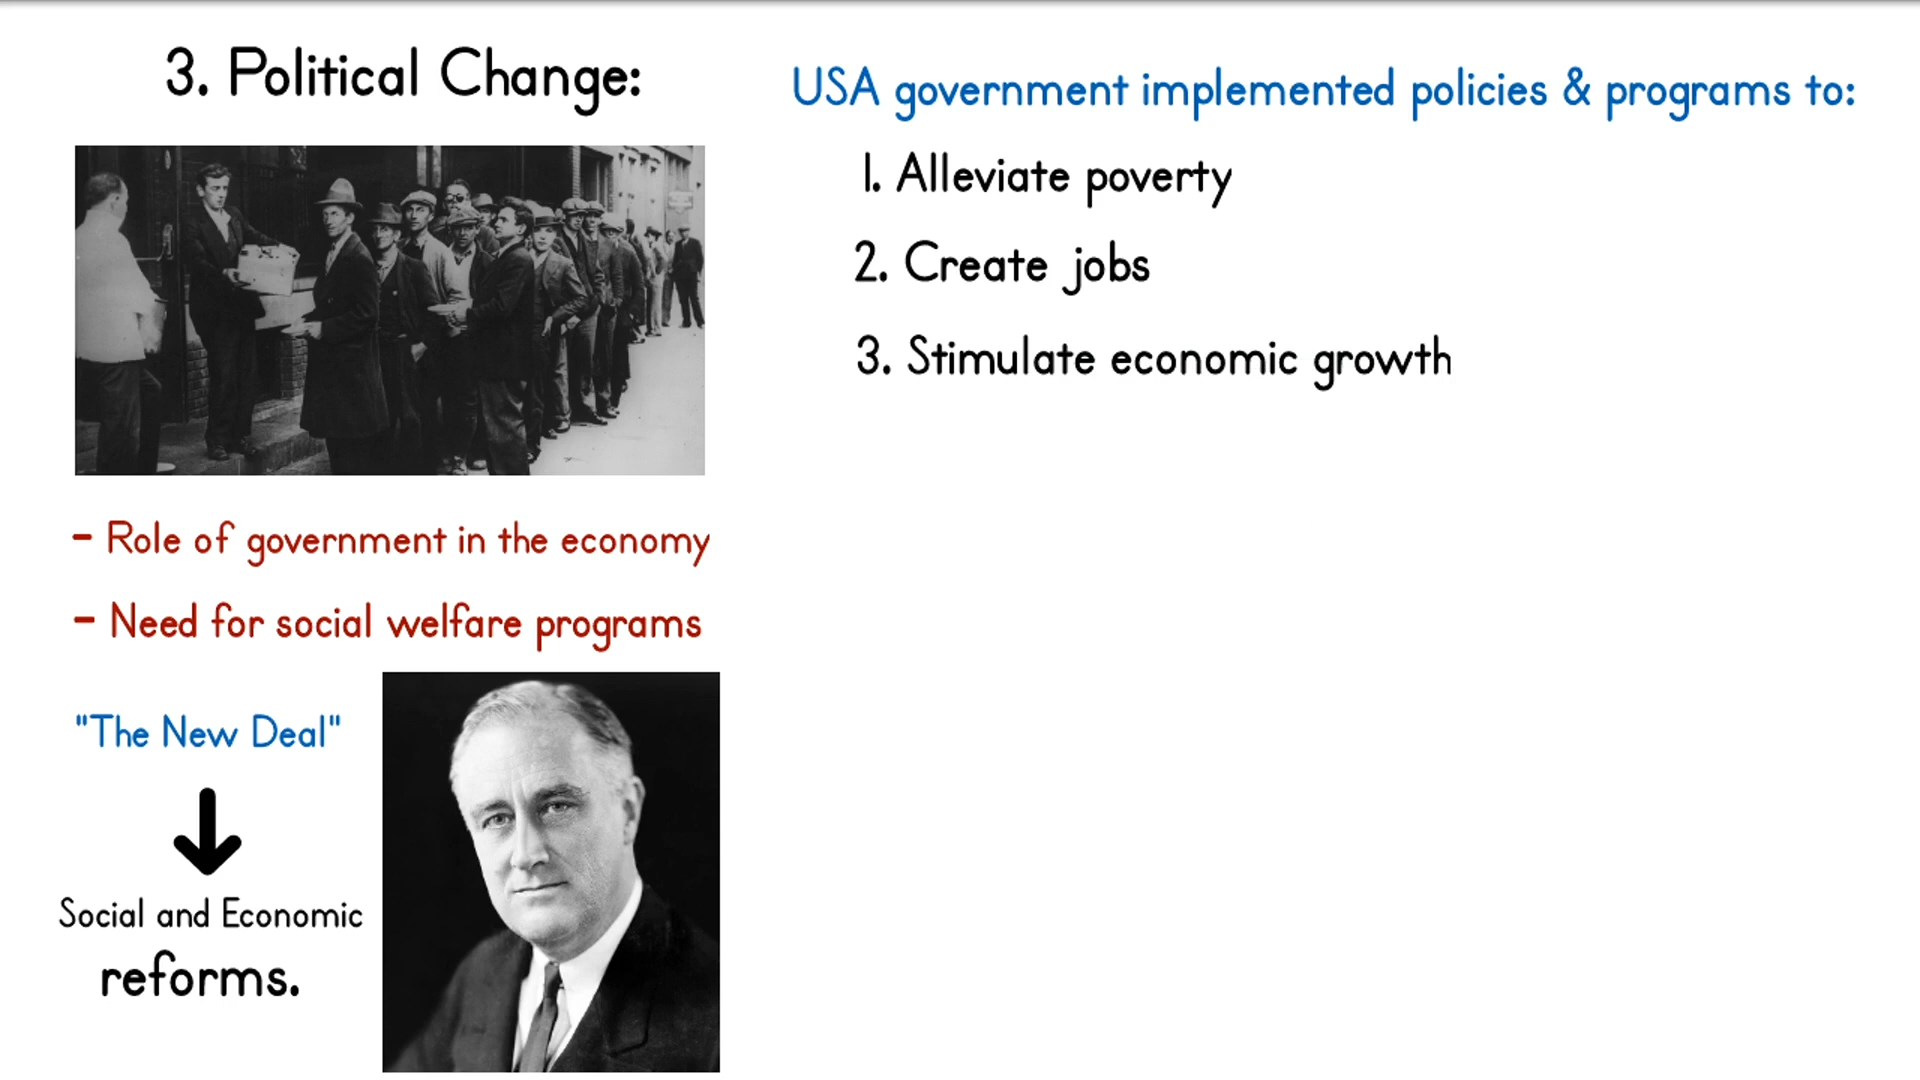 3. Political Change:
- Role of government in the economy
- Need for social welfare programs
"The New Deal"
Social and Economic
reforms.
USA government implemented policies & programs to:
1. Alleviate poverty
2. Create jobs
3. Stimulate economic growth